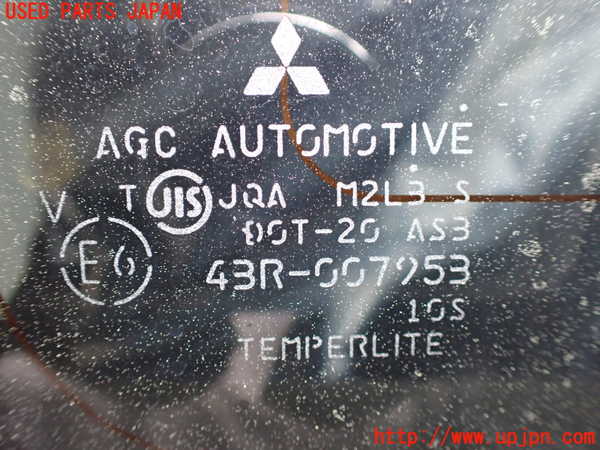 USED PARTS JAPAN
AGC AUTOMOTIVE
V T JIS JQA M2L3 S
DOT-20 AS3
E6 43R-007953
10S
TEMPERLITE
http://www.upjpn.com/